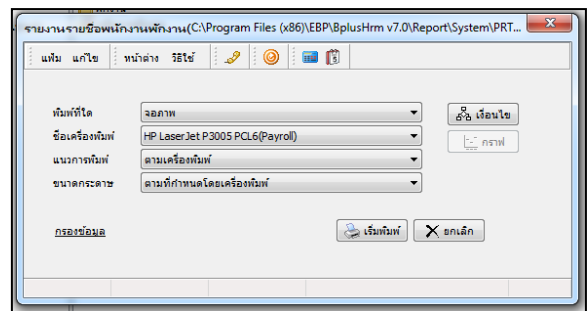 รายงานรายชื่อพนักงานพักงาน(C:\Program Files (x86)\EBP\BplusHrm v7.0\Report\System\PRT...
แฟ้ม แก้ไข หน้าต่าง วิธีใช้
พิมพ์ที่ใด จอภาพ เงื่อนไข
ชื่อเครื่องพิมพ์ HP LaserJet P3005 PCL6(Payroll) กราฟ
แนวการพิมพ์ ตามเครื่องพิมพ์
ขนาดกระดาษ ตามที่กำหนดโดยเครื่องพิมพ์
กรองข้อมูล เริ่มพิมพ์ ยกเลิก